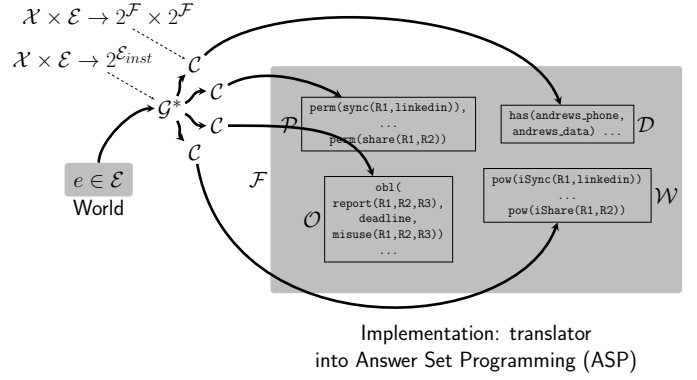 𝒳 × ℰ → 2^ℱ × 2^ℱ
𝒳 × ℰ → 2^ℰinst
𝒞
𝒞
𝒢*
𝒞
𝒞
e ∈ ℰ
World
ℱ
𝒫
perm(sync(R1,linkedin)),
...
perm(share(R1,R2))
has(andrews_phone,
andrews_data) ...
𝒟
𝒪
obl(
report(R1,R2,R3),
deadline,
misuse(R1,R2,R3))
...
pow(iSync(R1,linkedin))
...
pow(iShare(R1,R2))
𝒲
Implementation: translator
into Answer Set Programming (ASP)